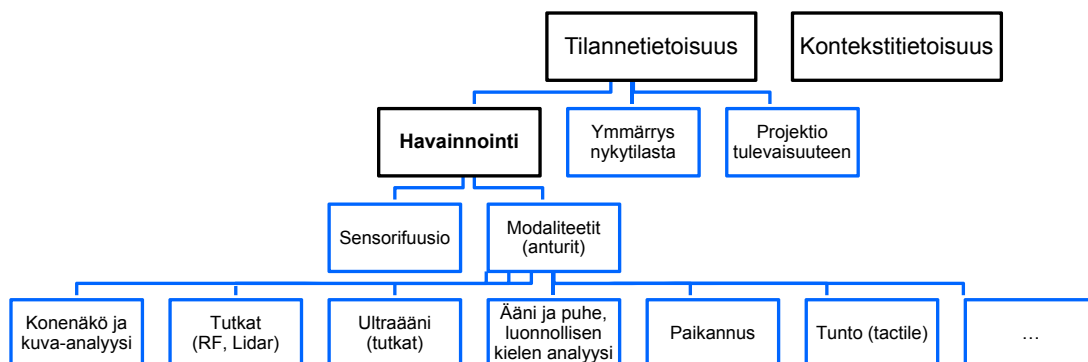 Tilannetietoisuus
Kontekstitietoisuus
Havainnointi
Ymmärrys
nykytilasta
Projektio
tulevaisuuteen
Sensorifuusio
Modaliteetit
(anturit)
Konenäkö ja
kuva-analyysi
Tutkat
(RF, Lidar)
Ultraääni
(tutkat)
Ääni ja puhe,
luonnollisen
kielen analyysi
Paikannus
Tunto (tactile)
...